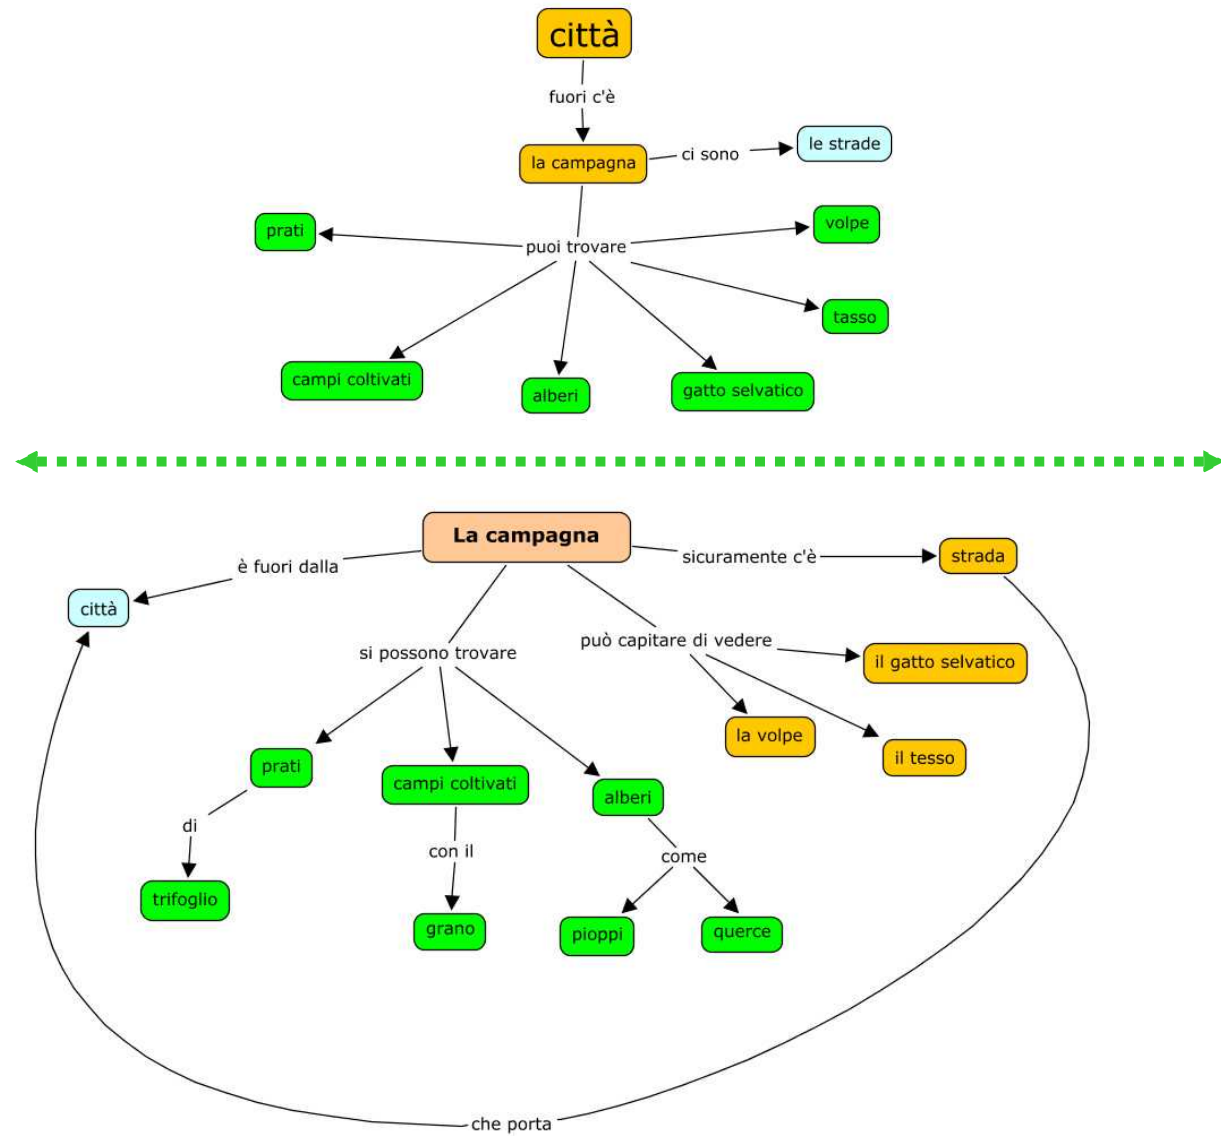 città
fuori c'è
la campagna
ci sono
le strade
prati
puoi trovare
volpe
tasso
campi coltivati
alberi
gatto selvatico
La campagna
è fuori dalla
sicuramente c'è
strada
città
si possono trovare
può capitare di vedere
il gatto selvatico
la volpe
il tesso
prati
campi coltivati
alberi
di
con il
come
trifoglio
grano
pioppi
querce
che porta